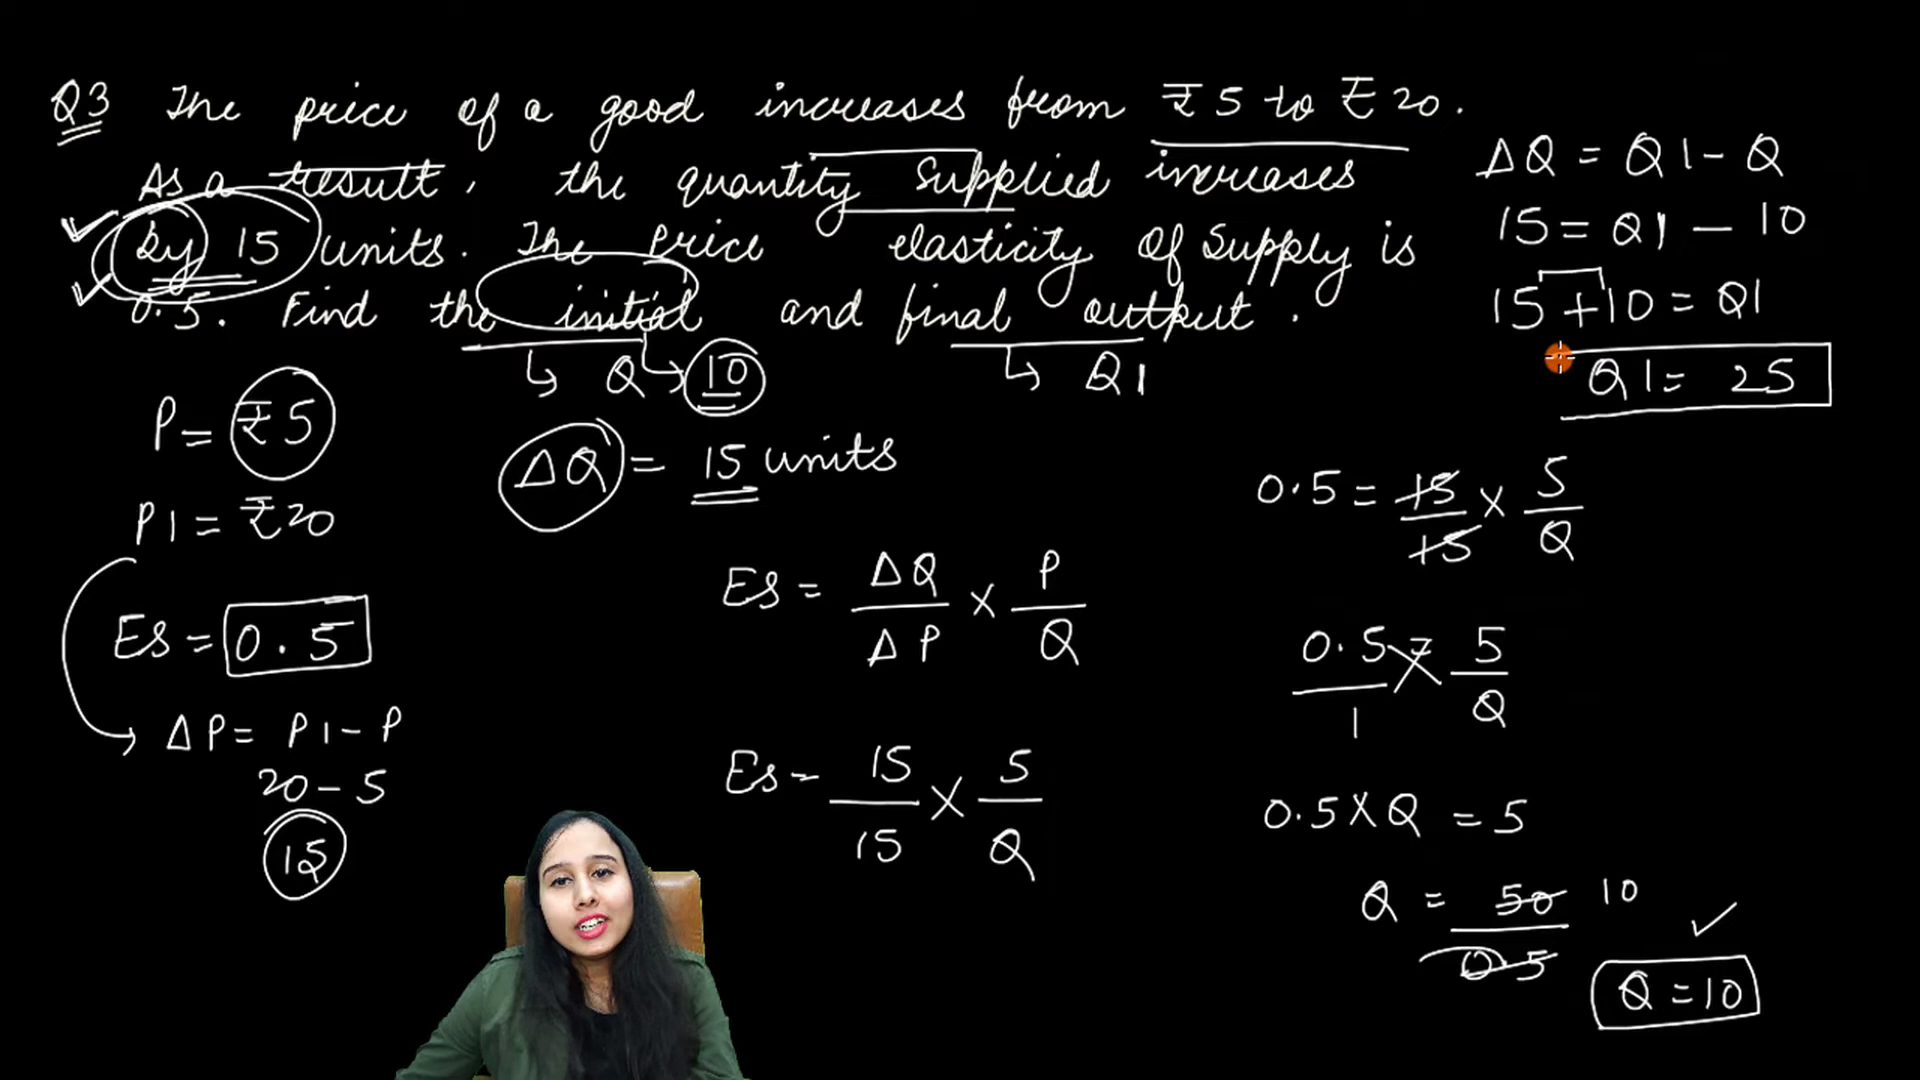 Q3 The price of a good increases from ₹5 to ₹20.
As a result, the quantity supplied increases
by 15 units. The price elasticity of supply is
0.5. Find the initial and final output.
↳ Q ↳ 10
↳ Q1
P = ₹5
P1 = ₹20
Es = 0.5
ΔP = P1 - P
20 - 5
15
ΔQ = 15 units
Es = ΔQ/ΔP × P/Q
Es = 15/15 × 5/Q
ΔQ = Q1 - Q
15 = Q1 - 10
15 + 10 = Q1
Q1 = 25
0.5 = 15/15 × 5/Q
0.5/1 = 5/Q
0.5 × Q = 5
Q = 50/0.5 10
Q = 10